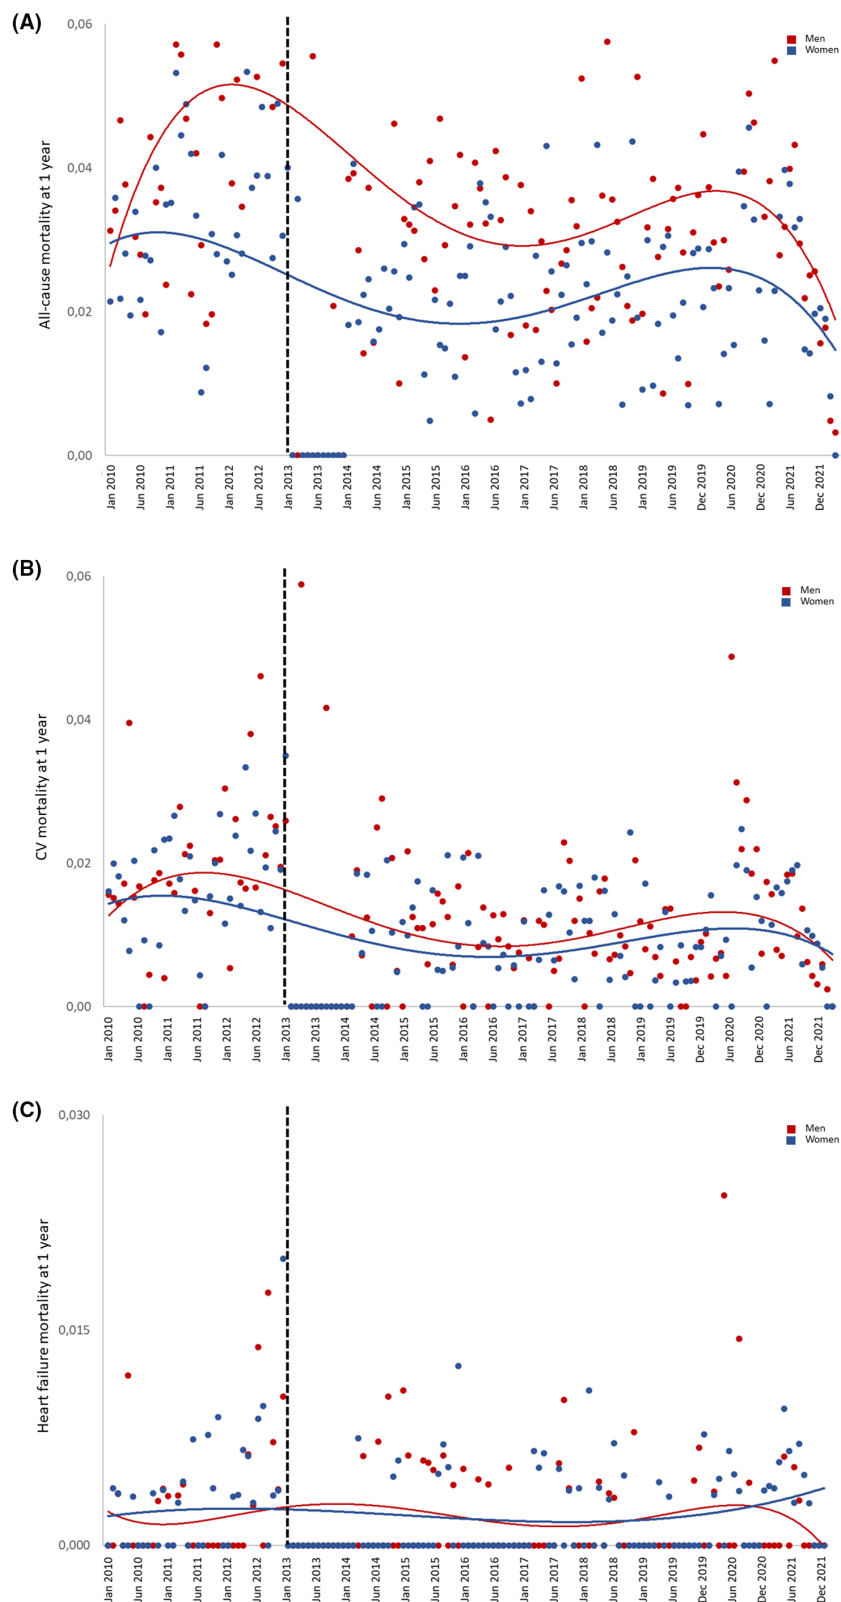 (A)
0,06
Men
Women
0,04
All-cause mortality at 1 year
0,02
0,00
Jan 2010
Jun 2010
Jan 2011
Jun 2011
Jan 2012
Jun 2012
Jan 2013
Jun 2013
Jan 2014
Jun 2014
Jan 2015
Jun 2015
Jan 2016
Jun 2016
Jan 2017
Jun 2017
Jan 2018
Jun 2018
Jan 2019
Jun 2019
Dec 2019
Jun 2020
Dec 2020
Jun 2021
Dec 2021
(B)
0,06
Men
Women
0,04
CV mortality at 1 year
0,02
0,00
Jan 2010
Jun 2010
Jan 2011
Jun 2011
Jan 2012
Jun 2012
Jan 2013
Jun 2013
Jan 2014
Jun 2014
Jan 2015
Jun 2015
Jan 2016
Jun 2016
Jan 2017
Jun 2017
Jan 2018
Jun 2018
Jan 2019
Jun 2019
Dec 2019
Jun 2020
Dec 2020
Jun 2021
Dec 2021
(C)
0,030
Men
Women
0,015
Heart failure mortality at 1 year
0,000
Jan 2010
Jun 2010
Jan 2011
Jun 2011
Jan 2012
Jun 2012
Jan 2013
Jun 2013
Jan 2014
Jun 2014
Jan 2015
Jun 2015
Jan 2016
Jun 2016
Jan 2017
Jun 2017
Jan 2018
Jun 2018
Jan 2019
Jun 2019
Dec 2019
Jun 2020
Dec 2020
Jun 2021
Dec 2021